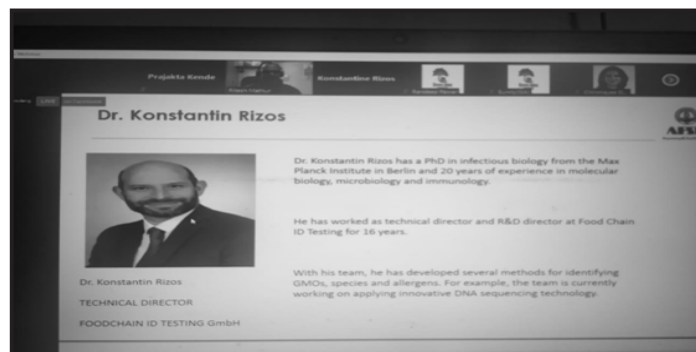 Prajakta Kende
Konstantine Rizos
Dr. Konstantin Rizos
Dr. Konstantin Rizos has a PhD in infectious biology from the Max
Planck Institute in Berlin and 20 years of experience in molecular
biology, microbiology and immunology.
He has worked as technical director and R&D director at Food Chain
ID Testing for 16 years.
With his team, he has developed several methods for identifying
GMOs, species and allergens. For example, the team is currently
working on applying innovative DNA sequencing technology.
Dr. Konstantin Rizos
TECHNICAL DIRECTOR
FOODCHAIN ID TESTING GmbH